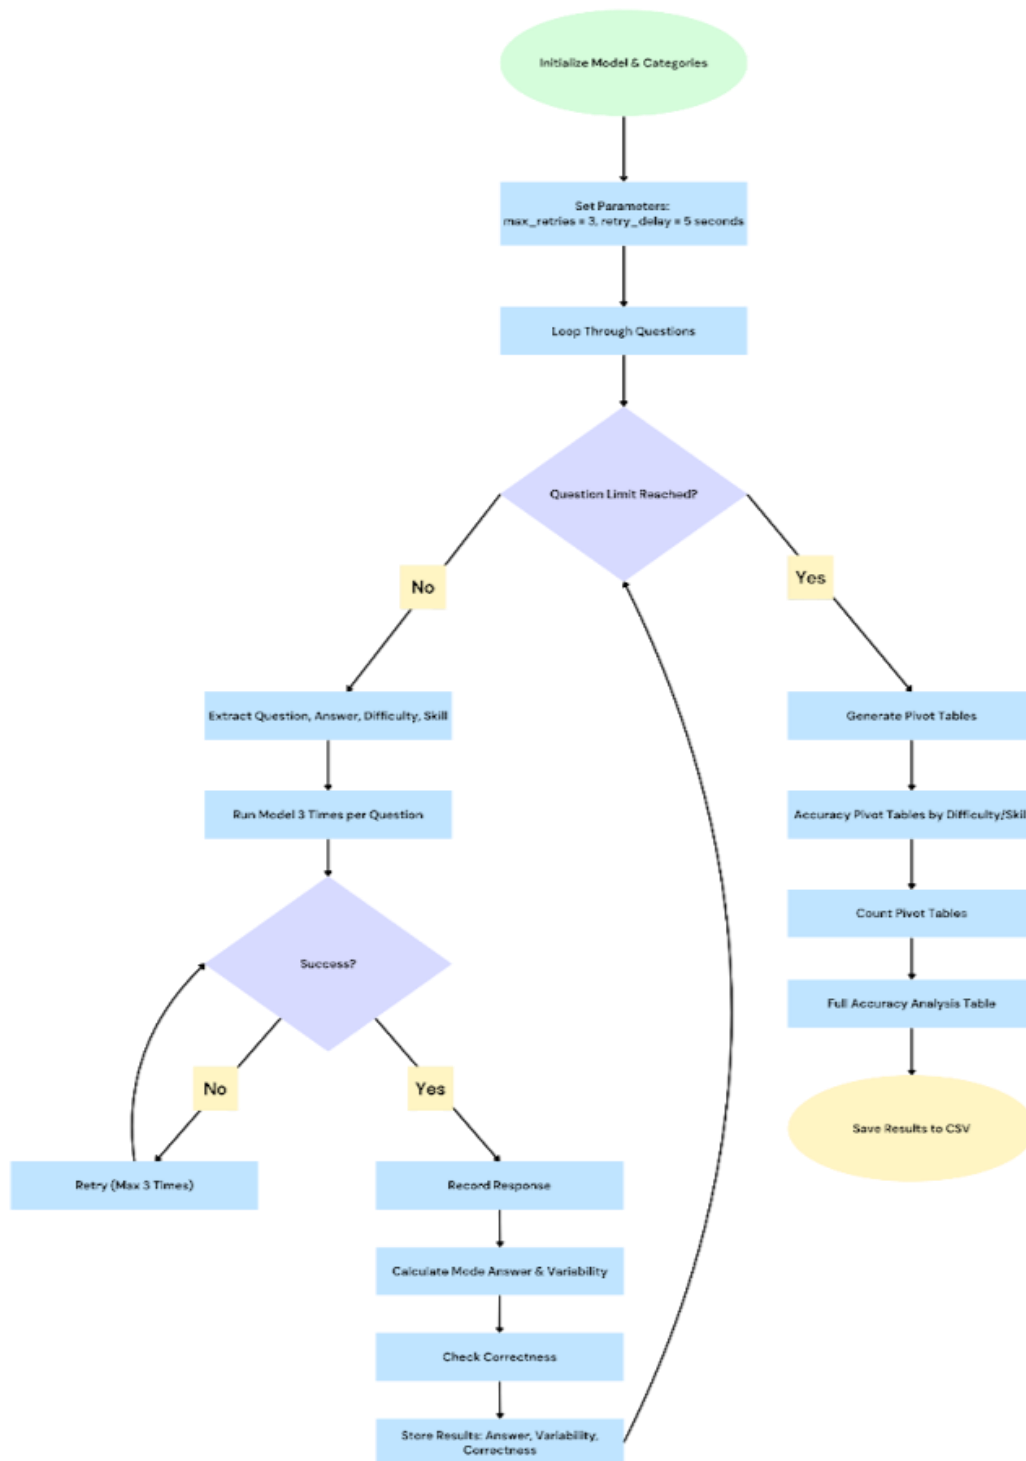 Initialize Model & Categories
Set Parameters:
max_retries = 3, retry_delay = 5 seconds
Loop Through Questions
Question Limit Reached?
No
Yes
Extract Question, Answer, Difficulty, Skill
Generate Pivot Tables
Run Model 3 Times per Question
Accuracy Pivot Tables by Difficulty/Skil
Count Pivot Tables
Success?
Full Accuracy Analysis Table
No
Yes
Save Results to CSV
Retry (Max 3 Times)
Record Response
Calculate Mode Answer & Variability
Check Correctness
Store Results: Answer, Variability,
Correctness